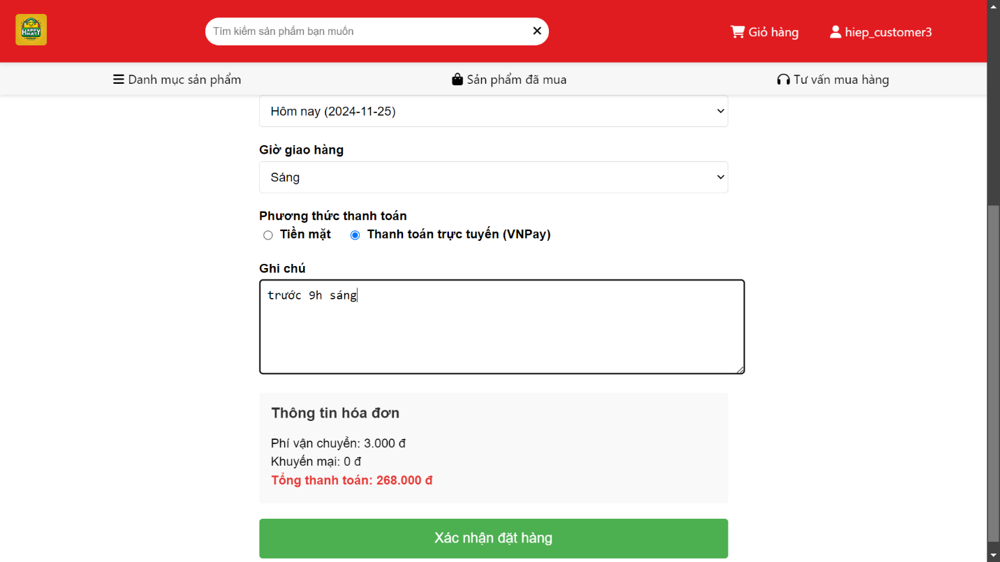 HAPPY
Tìm kiếm sản phẩm bạn muốn
Giỏ hàng
hiep_customer3
Danh mục sản phẩm
Sản phẩm đã mua
Tư vấn mua hàng
Hôm nay (2024-11-25)
Giờ giao hàng
Sáng
Phương thức thanh toán
Tiền mặt
Thanh toán trực tuyến (VNPay)
Ghi chú
trước 9h sáng
Thông tin hóa đơn
Phí vận chuyển: 3.000 đ
Khuyến mại: 0 đ
Tổng thanh toán: 268.000 đ
Xác nhận đặt hàng